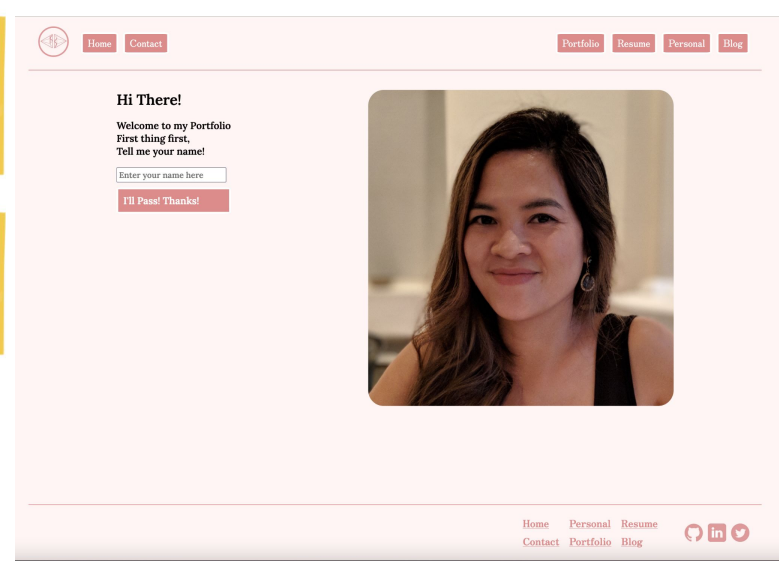 Home Contact Portfolio Resume Personal Blog
Hi There!
Welcome to my Portfolio
First thing first,
Tell me your name!
Enter your name here
I'll Pass! Thanks!
Home Personal Resume
Contact Portfolio Blog
in